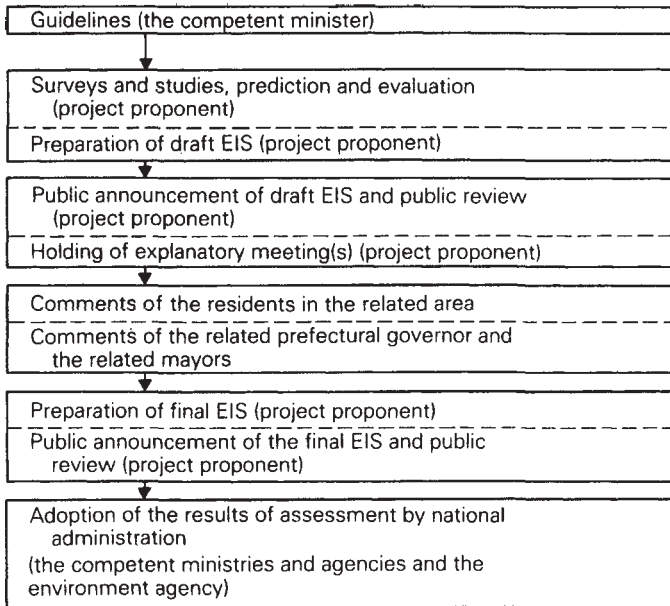 Guidelines (the competent minister)
Surveys and studies, prediction and evaluation
(project proponent)
Preparation of draft EIS (project proponent)
Public announcement of draft EIS and public review
(project proponent)
Holding of explanatory meeting(s) (project proponent)
Comments of the residents in the related area
Comments of the related prefectural governor and
the related mayors
Preparation of final EIS (project proponent)
Public announcement of the final EIS and public
review (project proponent)
Adoption of the results of assessment by national
administration
(the competent ministries and agencies and the
environment agency)